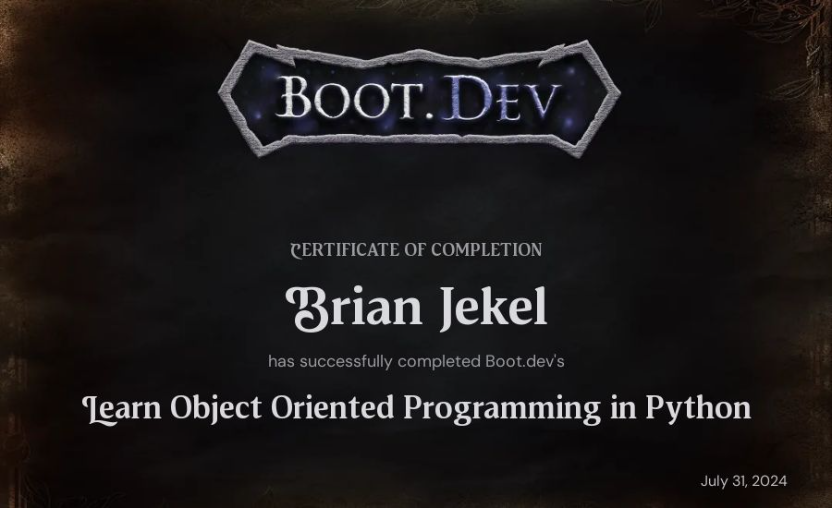 BOOT.DEV
CERTIFICATE OF COMPLETION
Brian Jekel
has successfully completed Boot.dev's
Learn Object Oriented Programming in Python
July 31, 2024